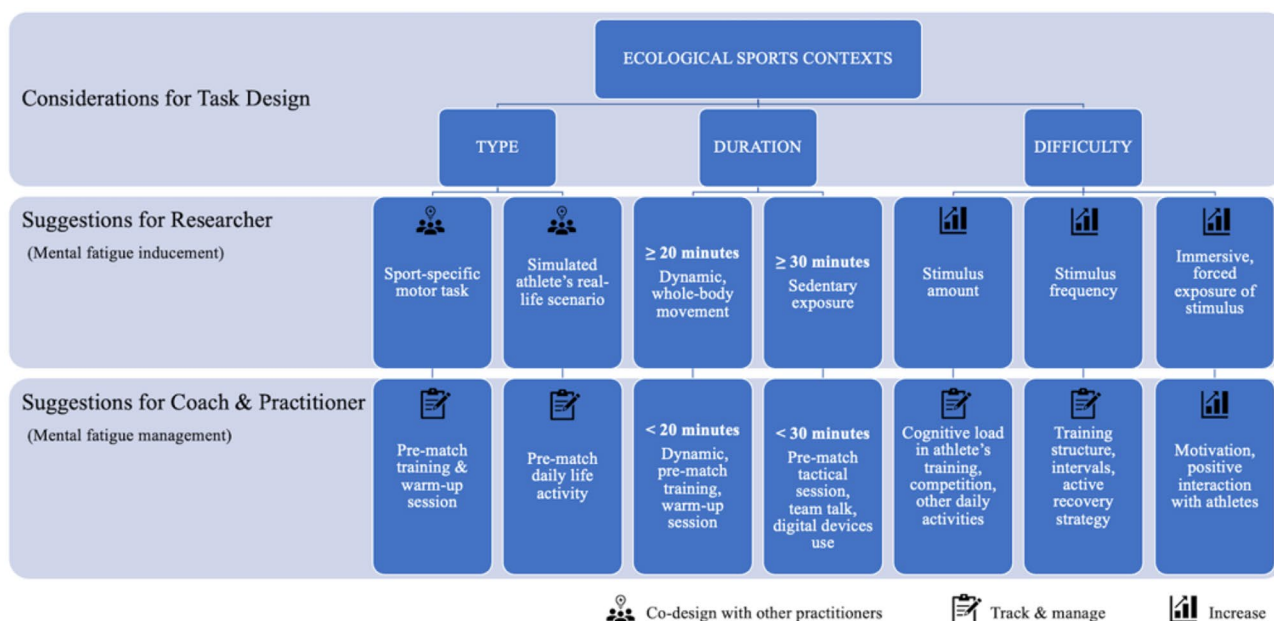 ECOLOGICAL SPORTS CONTEXTS
Considerations for Task Design
TYPE
DURATION
DIFFICULTY
Suggestions for Researcher
(Mental fatigue inducement)
Sport-specific
motor task
Simulated
athlete's real-
life scenario
≥ 20 minutes
Dynamic,
whole-body
movement
≥ 30 minutes
Sedentary
exposure
Stimulus
amount
Stimulus
frequency
Immersive,
forced
exposure of
stimulus
Suggestions for Coach & Practitioner
(Mental fatigue management)
Pre-match
training &
warm-up
session
Pre-match
daily life
activity
< 20 minutes
Dynamic,
pre-match
training,
warm-up
session
< 30 minutes
Pre-match
tactical
session,
team talk,
digital devices
use
Cognitive load
in athlete's
training,
competition,
other daily
activities
Training
structure,
intervals,
active
recovery
strategy
Motivation,
positive
interaction
with athletes
Co-design with other practitioners
Track & manage
Increase